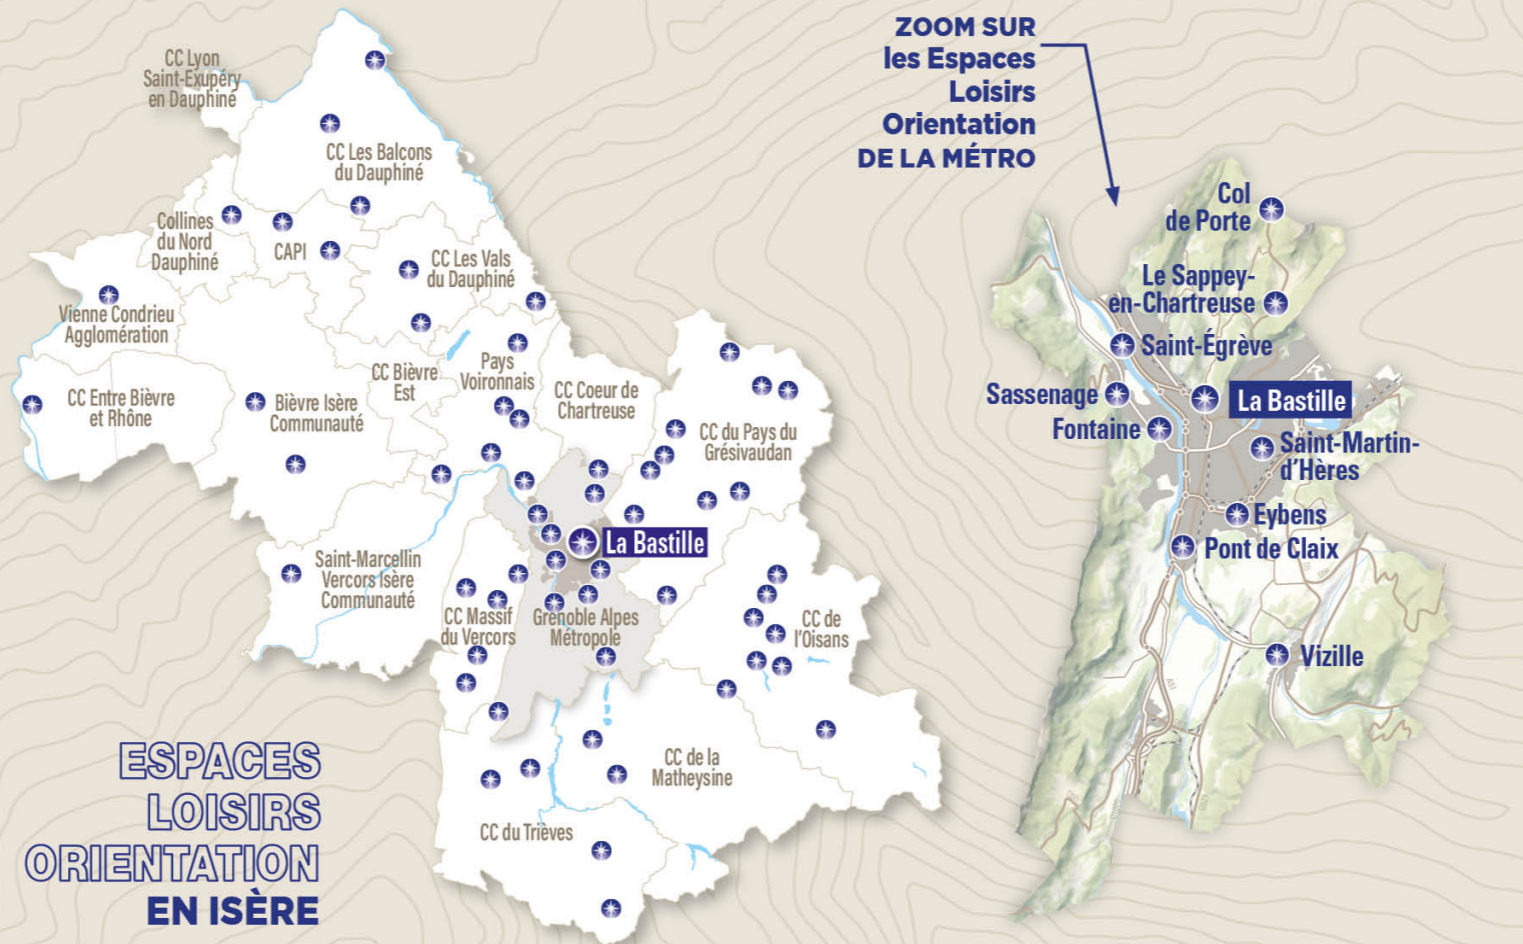 CC Lyon
Saint-Exupéry
en Dauphiné
CC Les Balcons
du Dauphiné
Collines
du Nord
Dauphiné
CAPI
CC Les Vals
du Dauphiné
Vienne Condrieu
Agglomération
CC Entre Bièvre
et Rhône
Bièvre Isère
Communauté
CC Bièvre
Est
Pays
Voironnais
CC Coeur de
Chartreuse
CC du Pays du
Grésivaudan
La Bastille
Saint-Marcellin
Vercors Isère
Communauté
CC Massif
du Vercors
Grenoble Alpes
Métropole
CC de
l'Oisans
CC de la
Matheysine
CC du Trièves
ESPACES
LOISIRS
ORIENTATION
EN ISÈRE
ZOOM SUR
les Espaces
Loisirs
Orientation
DE LA MÉTRO
Col
de Porte
Le Sappey-
en-Chartreuse
Saint-Égrève
Sassenage
La Bastille
Fontaine
Saint-Martin-
d'Hères
Eybens
Pont de Claix
Vizille
A51